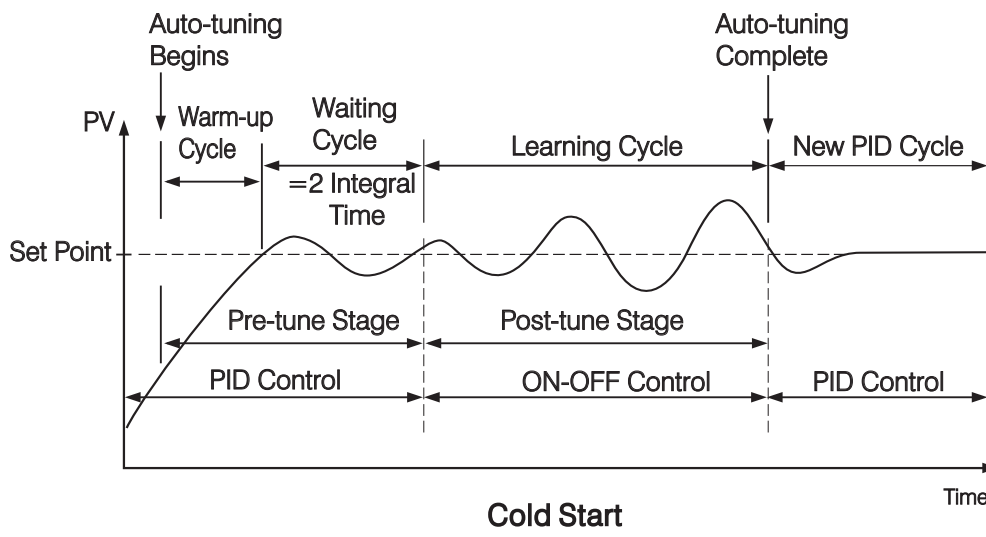 Auto-tuning
Begins
Auto-tuning
Complete
PV
Warm-up
Cycle
Waiting
Cycle
=2 Integral
Time
Learning Cycle
New PID Cycle
Set Point
Pre-tune Stage
Post-tune Stage
PID Control
ON-OFF Control
PID Control
Time
Cold Start